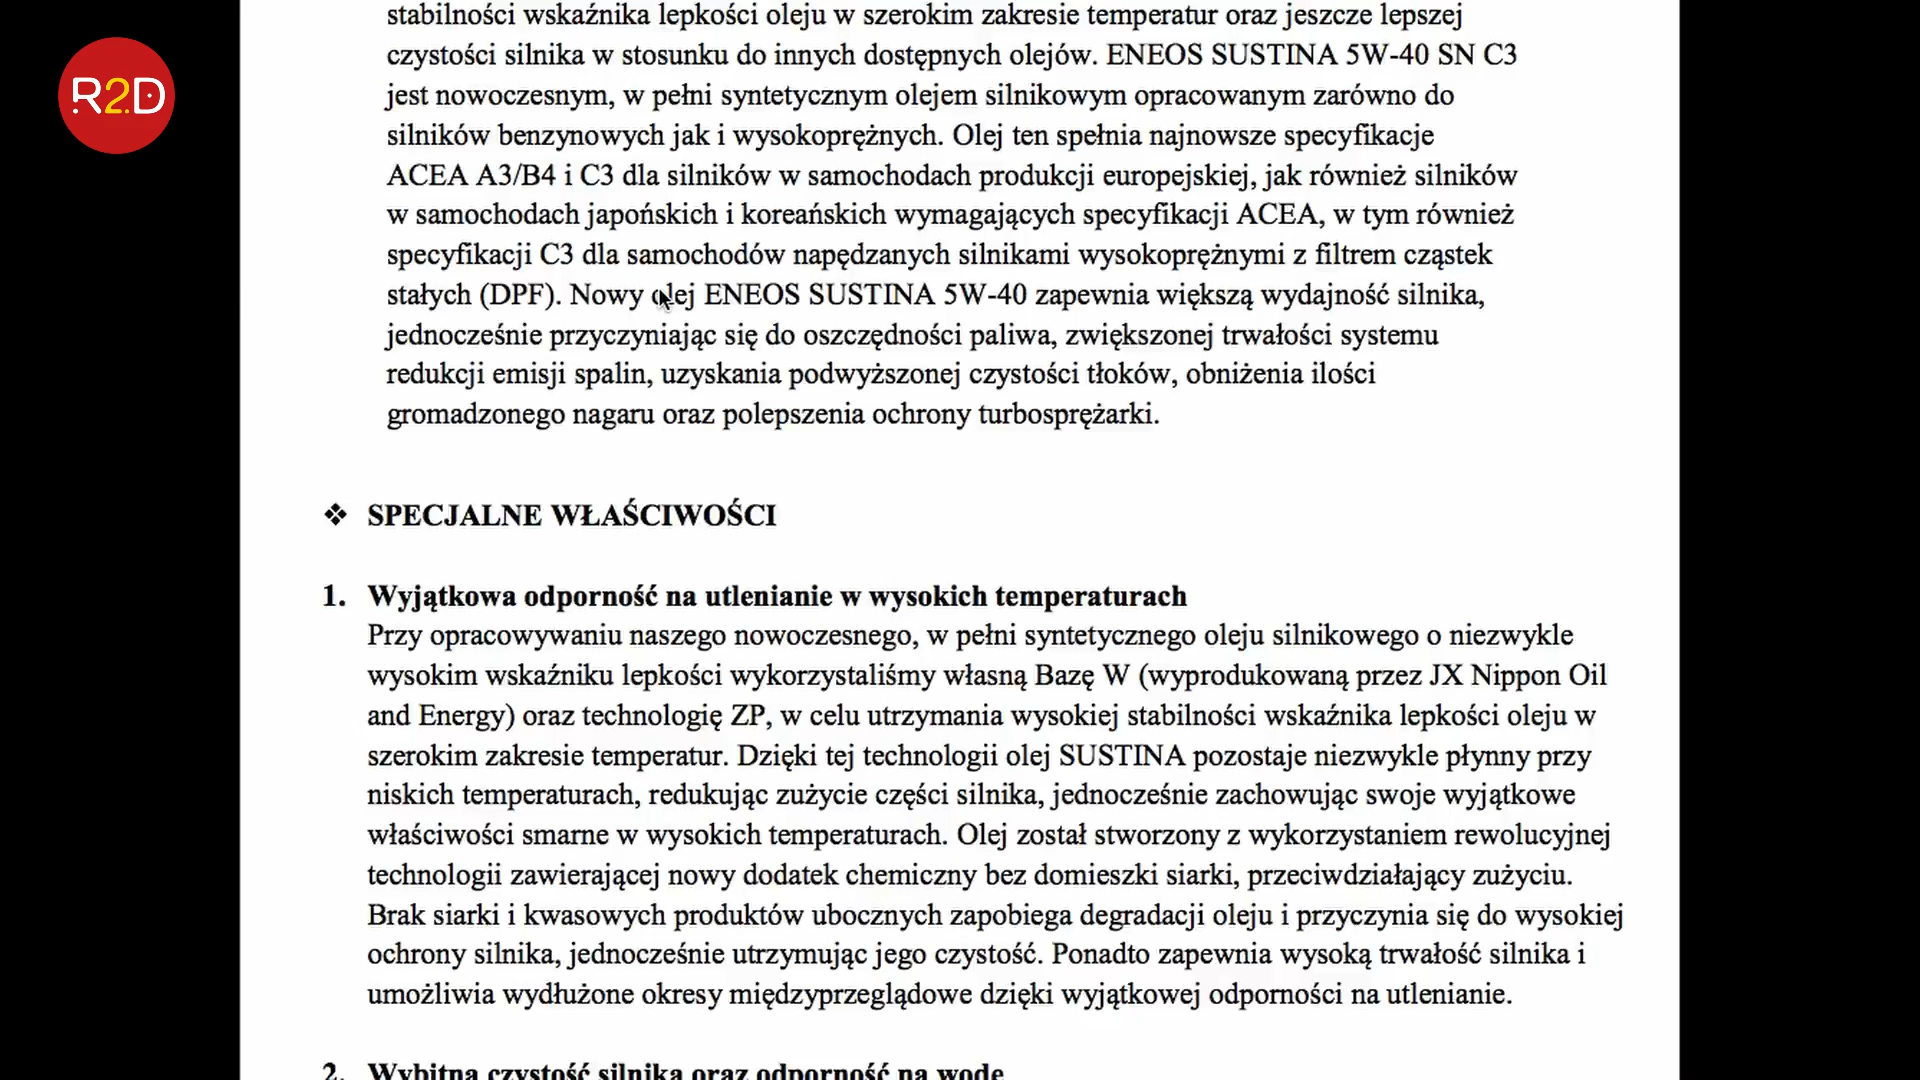 R2D
stabilności wskaźnika lepkości oleju w szerokim zakresie temperatur oraz jeszcze lepszej
czystości silnika w stosunku do innych dostępnych olejów. ENEOS SUSTINA 5W-40 SN C3
jest nowoczesnym, w pełni syntetycznym olejem silnikowym opracowanym zarówno do
silników benzynowych jak i wysokoprężnych. Olej ten spełnia najnowsze specyfikacje
ACEA A3/B4 i C3 dla silników w samochodach produkcji europejskiej, jak również silników
w samochodach japońskich i koreańskich wymagających specyfikacji ACEA, w tym również
specyfikacji C3 dla samochodów napędzanych silnikami wysokoprężnymi z filtrem cząstek
stałych (DPF). Nowy olej ENEOS SUSTINA 5W-40 zapewnia większą wydajność silnika,
jednocześnie przyczyniając się do oszczędności paliwa, zwiększonej trwałości systemu
redukcji emisji spalin, uzyskania podwyższonej czystości tłoków, obniżenia ilości
gromadzonego nagaru oraz polepszenia ochrony turbosprężarki.
❖ SPECJALNE WŁAŚCIWOŚCI
1. Wyjątkowa odporność na utlenianie w wysokich temperaturach
Przy opracowywaniu naszego nowoczesnego, w pełni syntetycznego oleju silnikowego o niezwykle
wysokim wskaźniku lepkości wykorzystaliśmy własną Bazę W (wyprodukowaną przez JX Nippon Oil
and Energy) oraz technologię ZP, w celu utrzymania wysokiej stabilności wskaźnika lepkości oleju w
szerokim zakresie temperatur. Dzięki tej technologii olej SUSTINA pozostaje niezwykle płynny przy
niskich temperaturach, redukując zużycie części silnika, jednocześnie zachowując swoje wyjątkowe
właściwości smarne w wysokich temperaturach. Olej został stworzony z wykorzystaniem rewolucyjnej
technologii zawierającej nowy dodatek chemiczny bez domieszki siarki, przeciwdziałający zużyciu.
Brak siarki i kwasowych produktów ubocznych zapobiega degradacji oleju i przyczynia się do wysokiej
ochrony silnika, jednocześnie utrzymując jego czystość. Ponadto zapewnia wysoką trwałość silnika i
umożliwia wydłużone okresy międzyprzeglądowe dzięki wyjątkowej odporności na utlenianie.
2. Wybitna czystość silnika oraz odporność na wodę